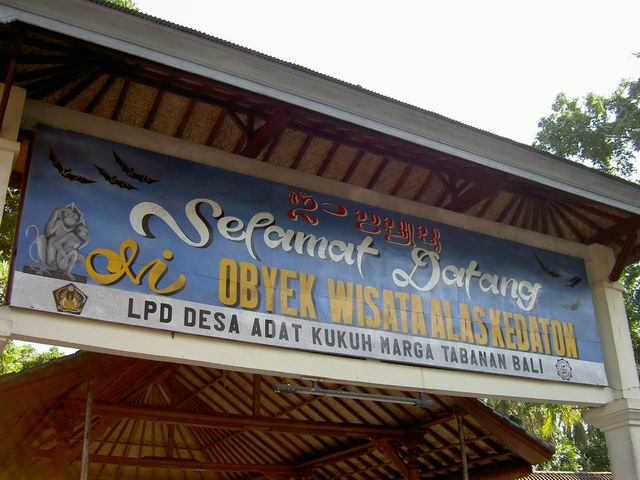 Selamat Datang
di OBYEK WISATA ALAS KEDATON
LPD DESA ADAT KUKUH MARGA TABANAN BALI